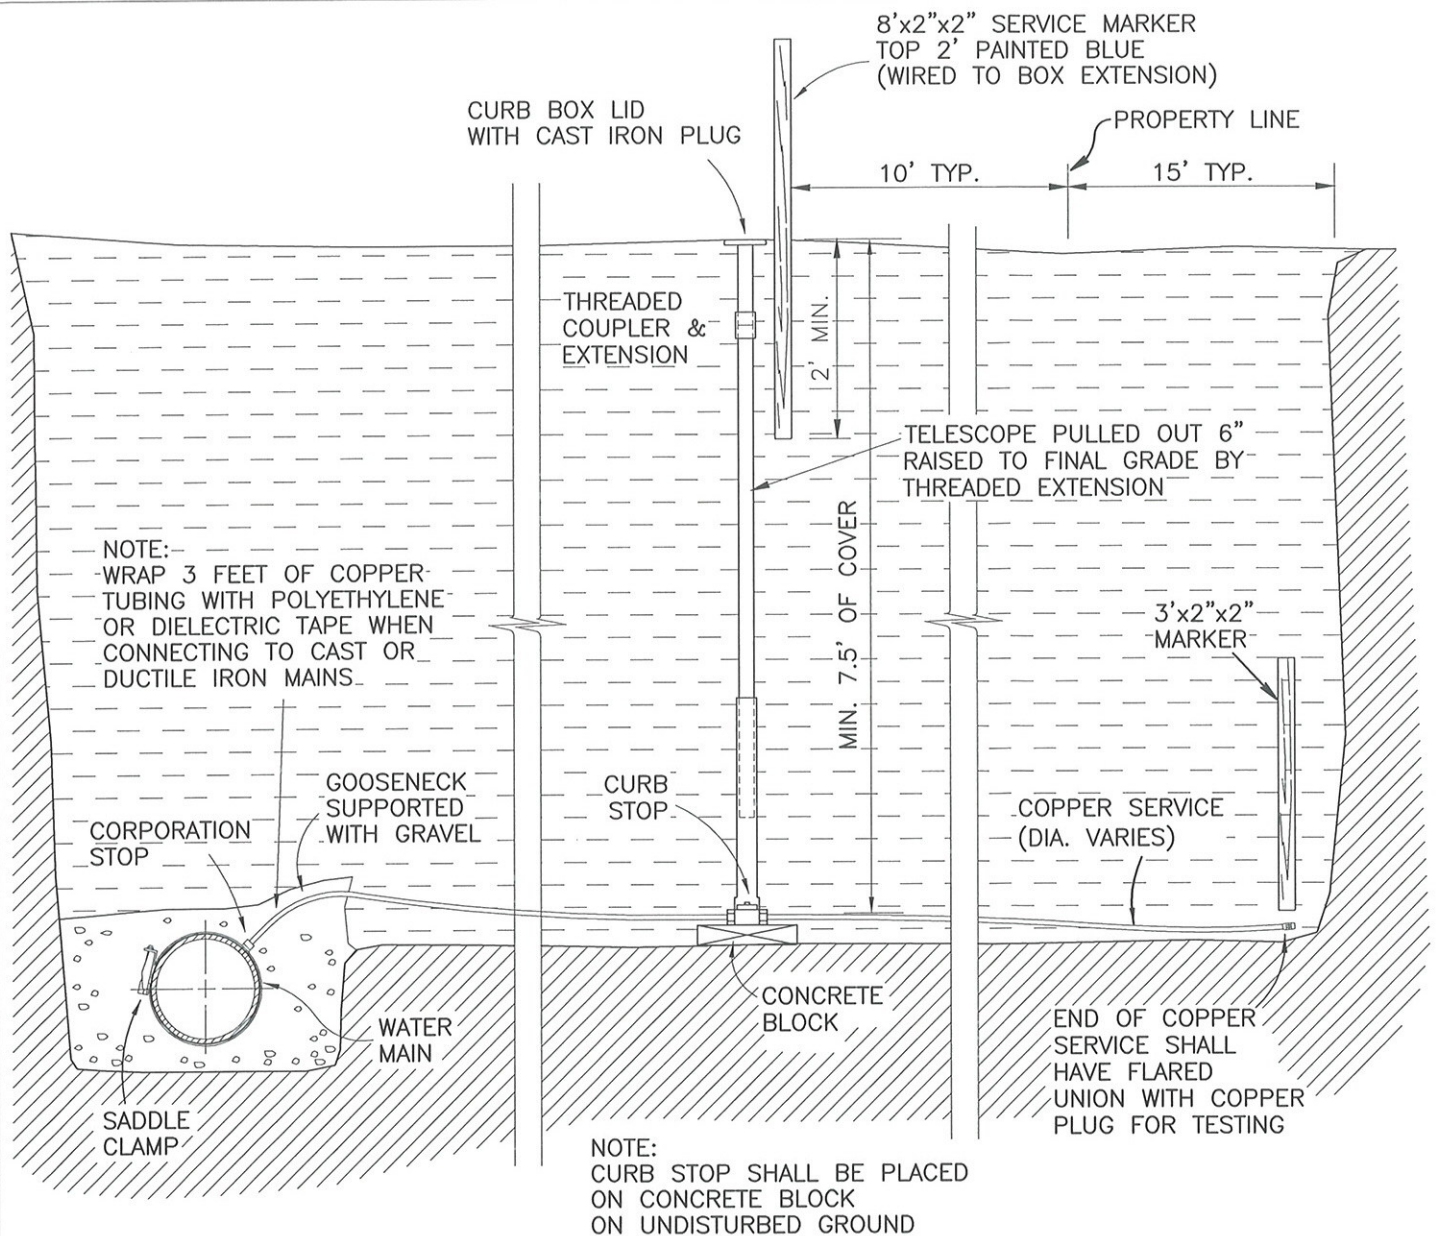 8'x2"x2" SERVICE MARKER
TOP 2' PAINTED BLUE
(WIRED TO BOX EXTENSION)
CURB BOX LID
WITH CAST IRON PLUG
PROPERTY LINE
10' TYP.
15' TYP.
THREADED
COUPLER &
EXTENSION
2' MIN.
TELESCOPE PULLED OUT 6"
RAISED TO FINAL GRADE BY
THREADED EXTENSION
MIN. 7.5' OF COVER
NOTE:
WRAP 3 FEET OF COPPER
TUBING WITH POLYETHYLENE
OR DIELECTRIC TAPE WHEN
CONNECTING TO CAST OR
DUCTILE IRON MAINS
3'x2"x2"
MARKER
GOOSENECK
SUPPORTED
WITH GRAVEL
CURB
STOP
COPPER SERVICE
(DIA. VARIES)
CORPORATION
STOP
CONCRETE
BLOCK
WATER
MAIN
END OF COPPER
SERVICE SHALL
HAVE FLARED
UNION WITH COPPER
PLUG FOR TESTING
SADDLE
CLAMP
NOTE:
CURB STOP SHALL BE PLACED
ON CONCRETE BLOCK
ON UNDISTURBED GROUND